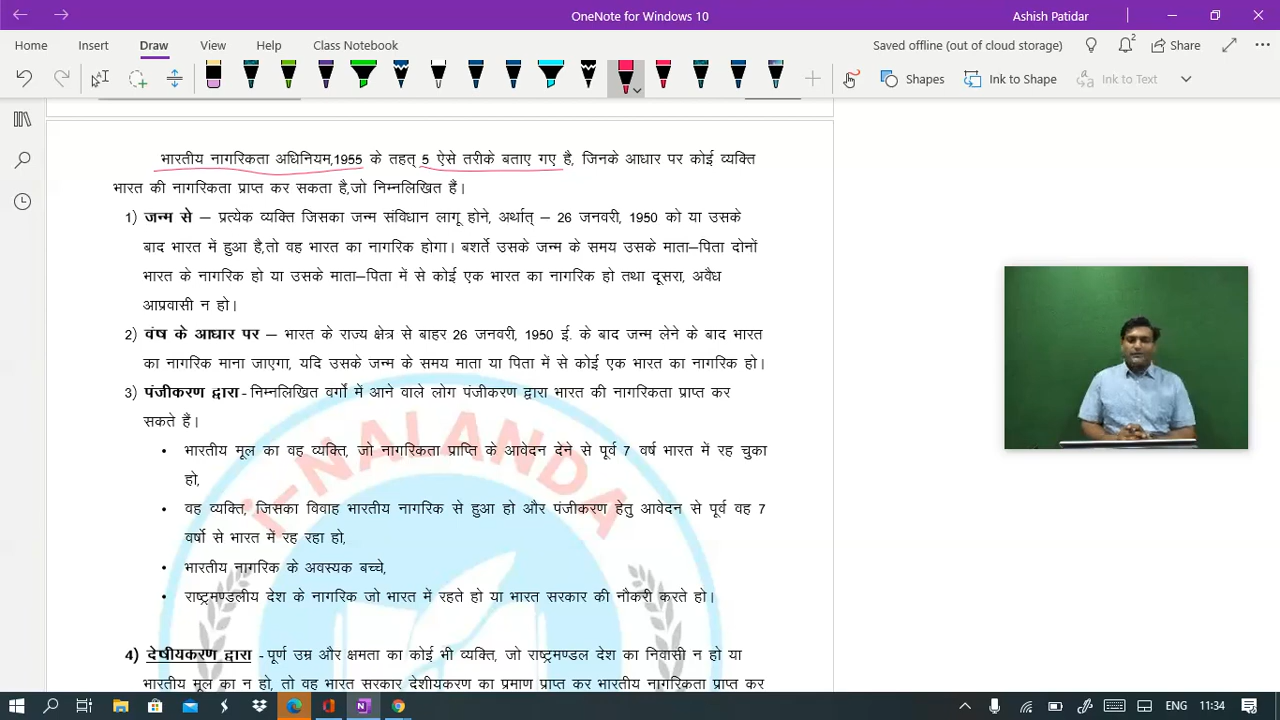 OneNote for Windows 10
Ashish Patidar
Home Insert Draw View Help Class Notebook
Saved offline (out of cloud storage) Share
Shapes Ink to Shape Ink to Text
भारतीय नागरिकता अधिनियम,1955 के तहत् 5 ऐसे तरीके बताए गए है, जिनके आधार पर कोई व्यक्ति
भारत की नागरिकता प्राप्त कर सकता है,जो निम्नलिखित हैं।
1) जन्म से – प्रत्येक व्यक्ति जिसका जन्म संविधान लागू होने, अर्थात् – 26 जनवरी, 1950 को या उसके
बाद भारत में हुआ है,तो वह भारत का नागरिक होगा। बशर्ते उसके जन्म के समय उसके माता–पिता दोनों
भारत के नागरिक हो या उसके माता–पिता में से कोई एक भारत का नागरिक हो तथा दूसरा, अवैध
आप्रवासी न हो।
2) वंष के आधार पर – भारत के राज्य क्षेत्र से बाहर 26 जनवरी, 1950 ई. के बाद जन्म लेने के बाद भारत
का नागरिक माना जाएगा, यदि उसके जन्म के समय माता या पिता में से कोई एक भारत का नागरिक हो।
3) पंजीकरण द्वारा- निम्नलिखित वर्गो में आने वाले लोग पंजीकरण द्वारा भारत की नागरिकता प्राप्त कर
सकते हैं।
• भारतीय मूल का वह व्यक्ति, जो नागरिकता प्राप्ति के आवेदन देने से पूर्व 7 वर्ष भारत में रह चुका
हो,
• वह व्यक्ति, जिसका विवाह भारतीय नागरिक से हुआ हो और पंजीकरण हेतु आवेदन से पूर्व वह 7
वर्षो से भारत में रह रहा हो,
• भारतीय नागरिक के अवस्यक बच्चे,
• राष्ट्रमण्डलीय देश के नागरिक जो भारत में रहते हो या भारत सरकार की नौकरी करते हो।
i-NALANDA
4) देषीयकरण द्वारा - पूर्ण उम्र और क्षमता का कोई भी व्यक्ति, जो राष्ट्रमण्डल देश का निवासी न हो या
भारतीय मूल का न हो, तो वह भारत सरकार देशीयकरण का प्रमाण प्राप्त कर भारतीय नागरिकता प्राप्त कर
ENG 11:34